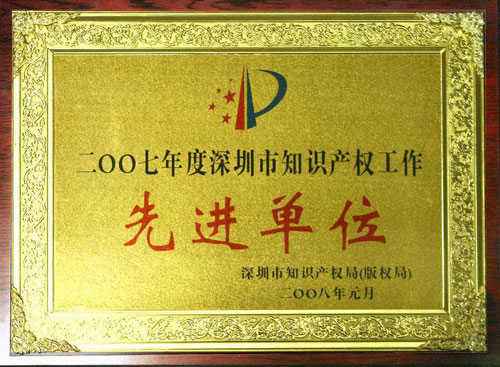 二OO七年度深圳市知识产权工作
先进单位
深圳市知识产权局(版权局)
二OO八年元月